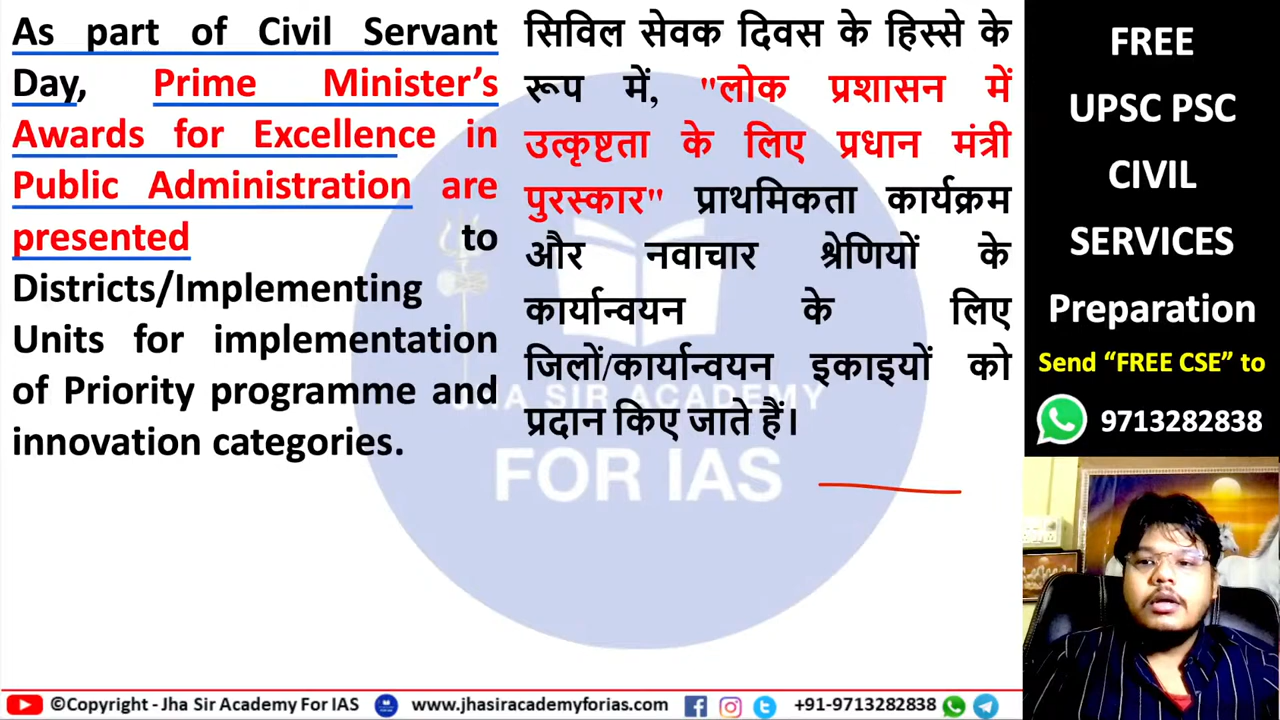 As part of Civil Servant
Day, Prime Minister’s
Awards for Excellence in
Public Administration are
presented to
Districts/Implementing
Units for implementation
of Priority programme and
innovation categories.
सिविल सेवक दिवस के हिस्से के
रूप में, "लोक प्रशासन में
उत्कृष्टता के लिए प्रधान मंत्री
पुरस्कार" प्राथमिकता कार्यक्रम
और नवाचार श्रेणियों के
कार्यान्वयन के लिए
जिलों/कार्यान्वयन इकाइयों को
प्रदान किए जाते हैं।
JHA SIR ACADEMY
FOR IAS
FREE
UPSC PSC
CIVIL
SERVICES
Preparation
Send “FREE CSE” to
9713282838
©Copyright - Jha Sir Academy For IAS www.jhasiracademyforias.com +91-9713282838